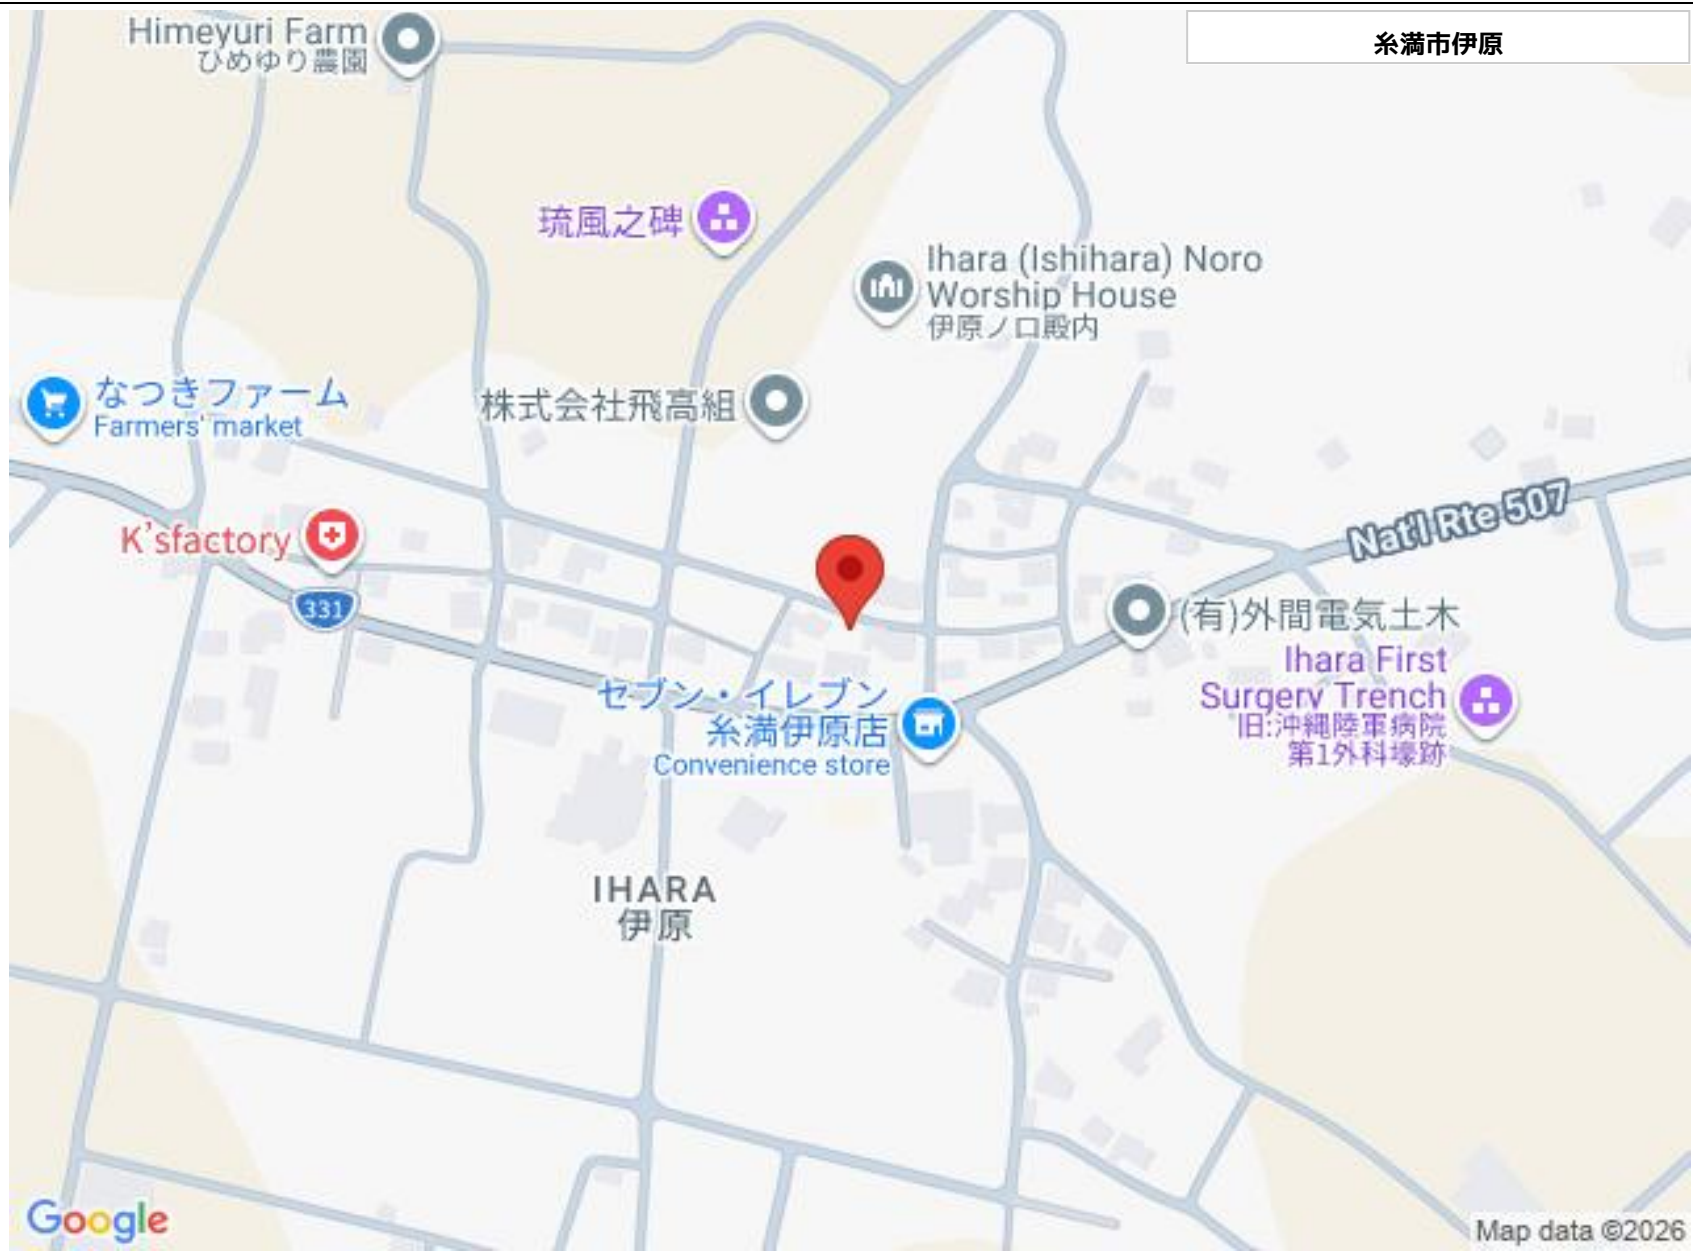 Himeyuri Farm
ひめゆり農園
糸満市伊原
琉風之碑
Ihara (Ishihara) Noro
Worship House
伊原ノロ殿内
なつきファーム
Farmers' market
株式会社飛高組
K'sfactory
331
Nat'l Rte 507
(有)外間電気土木
セブン・イレブン
糸満伊原店
Convenience store
Ihara First
Surgery Trench
旧:沖縄陸軍病院
第1外科壕跡
IHARA
伊原
Google
Map data ©2026